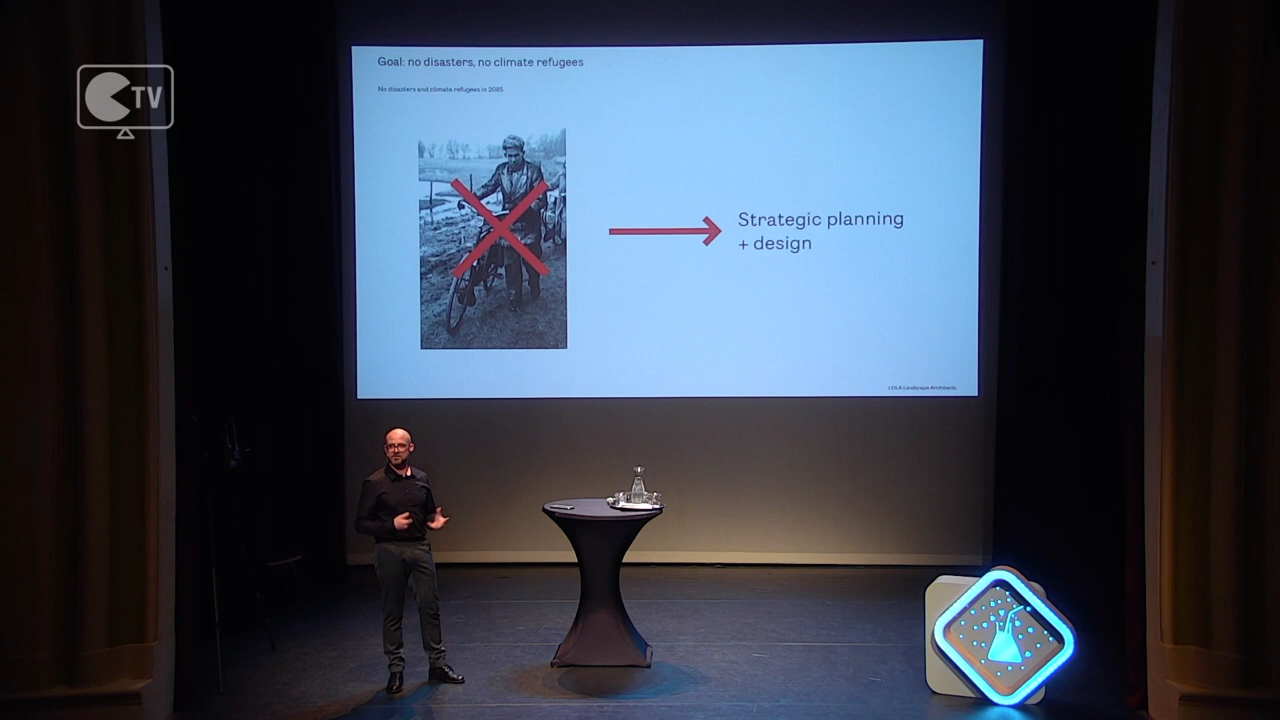 TV
Goal: no disasters, no climate refugees
No disasters and climate refugees in 2085
Strategic planning
+ design
LOLA Landscape Architects